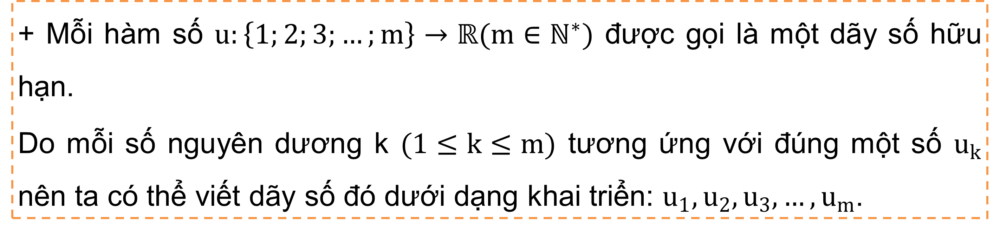 + Mỗi hàm số u: {1; 2; 3; ... ; m} → ℝ(m ∈ ℕ*) được gọi là một dãy số hữu
hạn.
Do mỗi số nguyên dương k (1 ≤ k ≤ m) tương ứng với đúng một số uₖ
nên ta có thể viết dãy số đó dưới dạng khai triển: u₁, u₂, u₃, ... , uₘ.